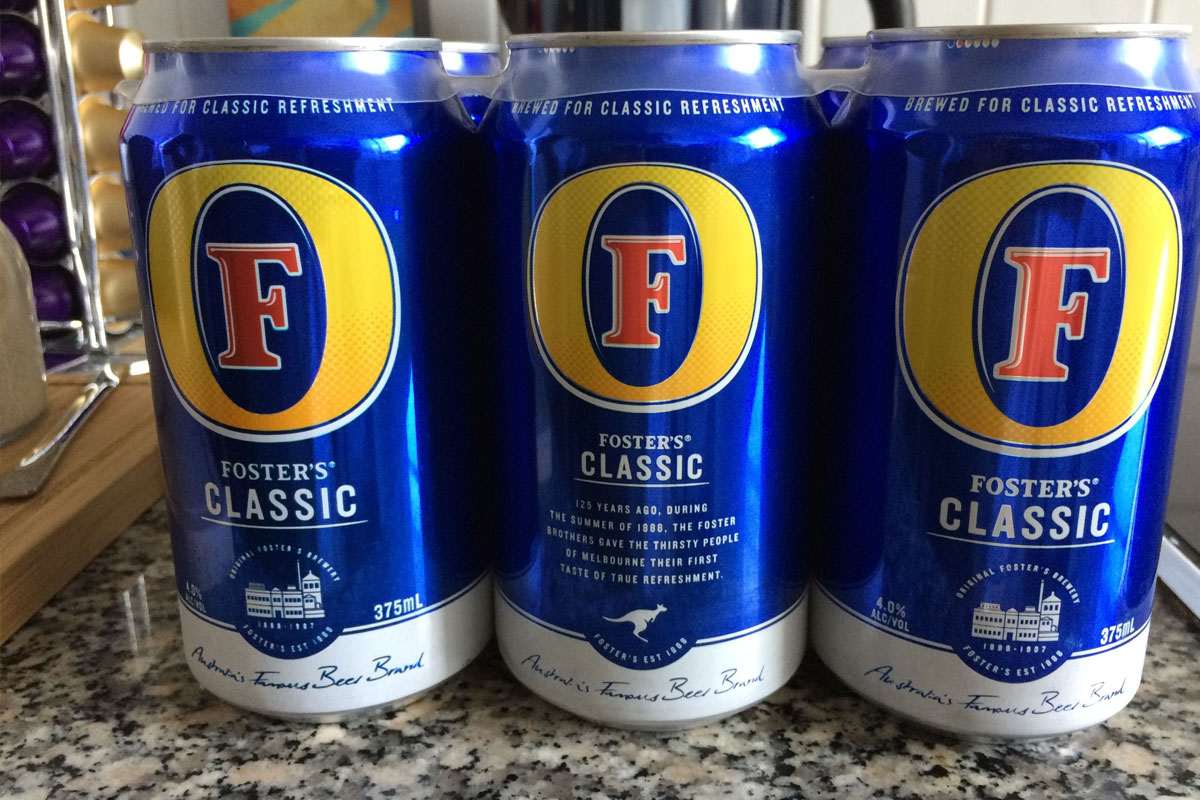 BREWED FOR CLASSIC REFRESHMENT
F
FOSTER'S®
CLASSIC
ORIGINAL FOSTER'S BREWERY
4.0%
ALC/VOL
375mL
1888-1907
FOSTER'S EST 1888
Australia's Famous Beer Brand
BREWED FOR CLASSIC REFRESHMENT
F
FOSTER'S®
CLASSIC
125 YEARS AGO, DURING
THE SUMMER OF 1888, THE FOSTER
BROTHERS GAVE THE THIRSTY PEOPLE
OF MELBOURNE THEIR FIRST
TASTE OF TRUE REFRESHMENT.
FOSTER'S EST 1888
Australia's Famous Beer Brand
BREWED FOR CLASSIC REFRESHMENT
F
FOSTER'S®
CLASSIC
ORIGINAL FOSTER'S BREWERY
4.0%
ALC/VOL
375mL
1888-1907
FOSTER'S EST 1888
Australia's Famous Beer Brand